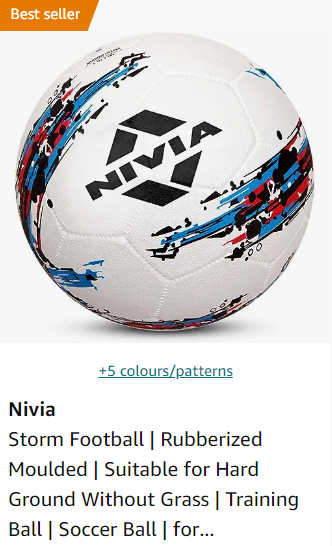 Best seller
NIVIA
+5 colours/patterns
Nivia
Storm Football | Rubberized
Moulded | Suitable for Hard
Ground Without Grass | Training
Ball | Soccer Ball | for...